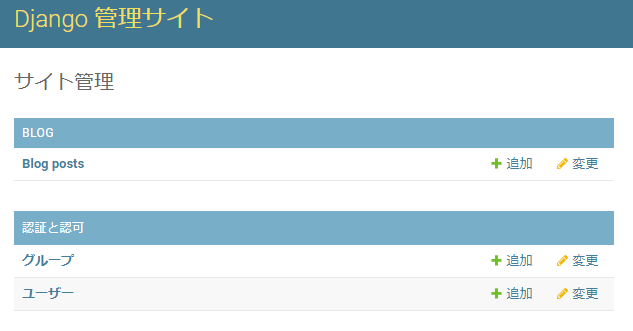 Django 管理サイト
サイト管理
BLOG
Blog posts 追加 変更
認証と認可
グループ 追加 変更
ユーザー 追加 変更